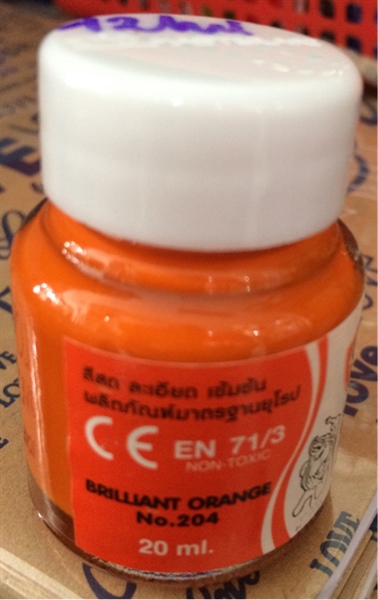 สีสด ละเอียด เข้มข้น
ผลิตภัณฑ์มาตรฐานยุโรป
CE EN 71/3
NON-TOXIC
BRILLIANT ORANGE
No.204
20 ml.
love
LOVE